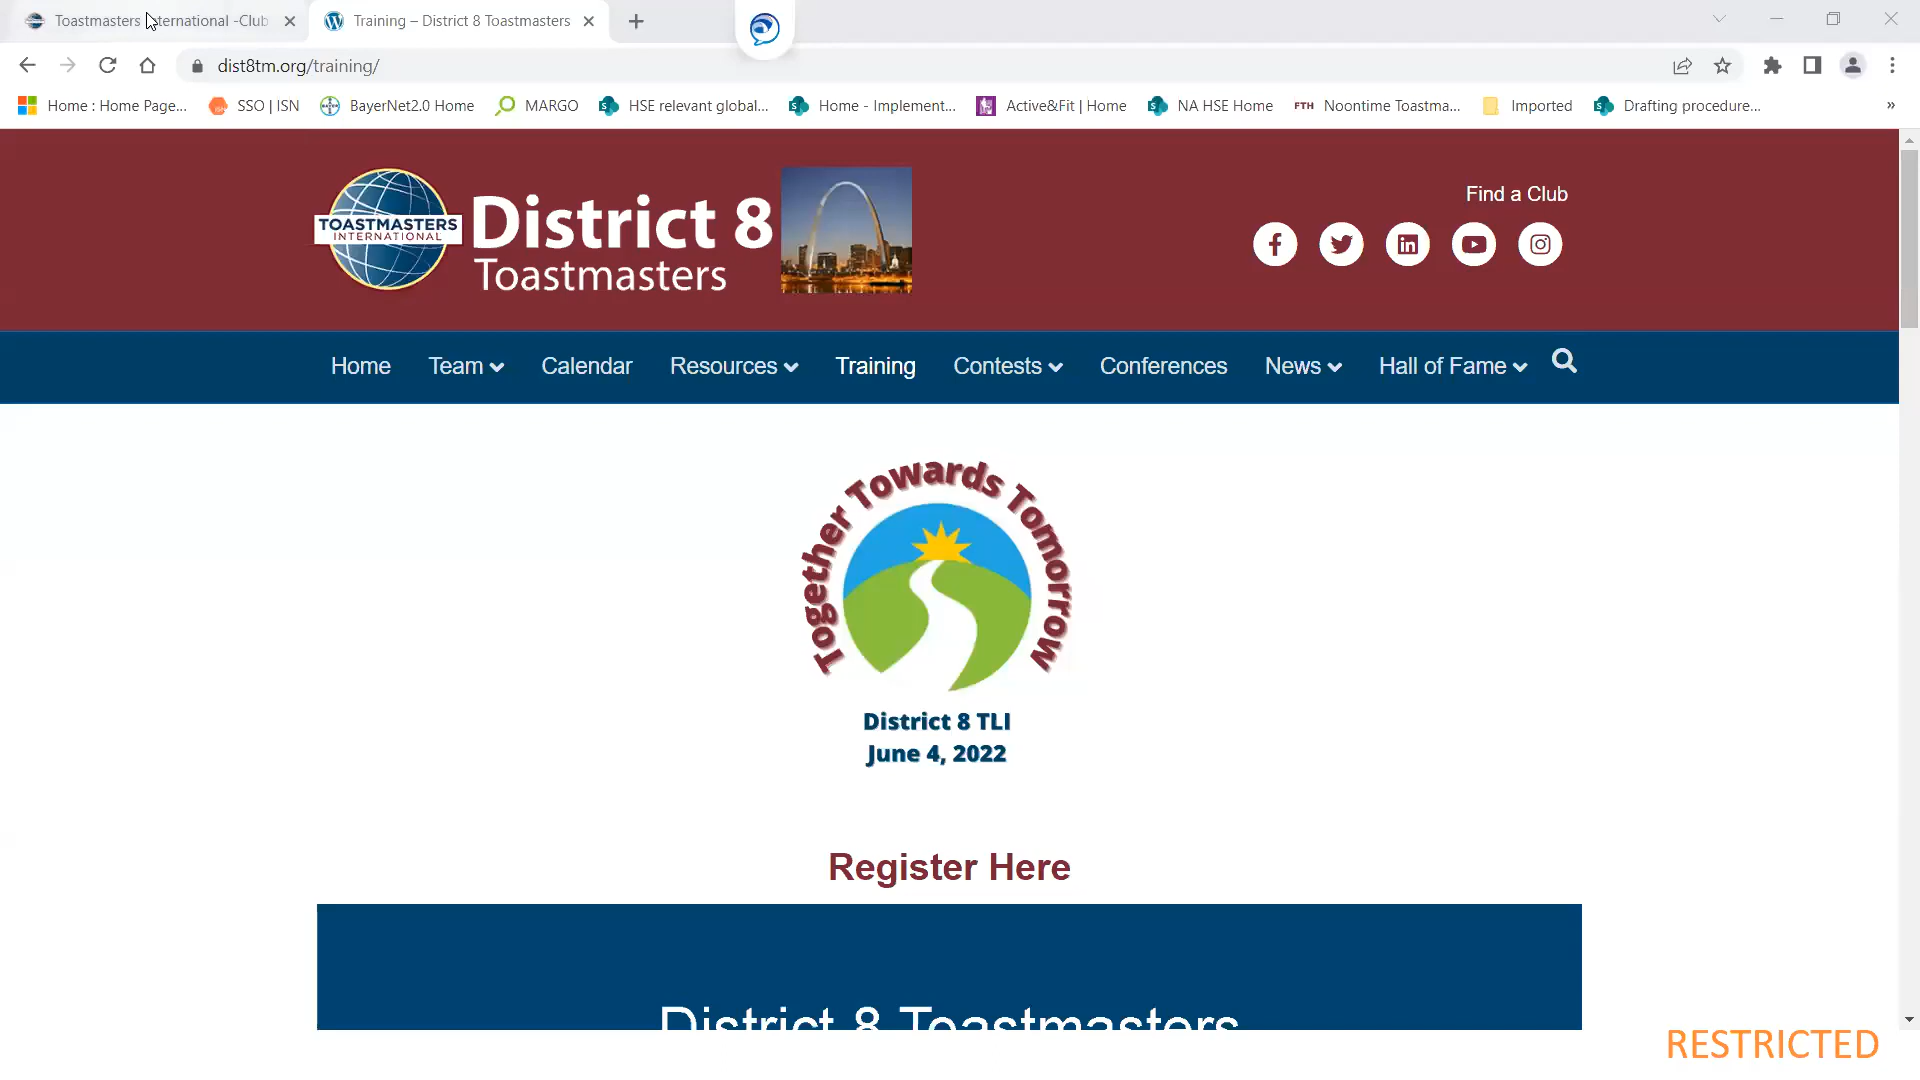 Toastmasters International -Club
Training – District 8 Toastmasters
dist8tm.org/training/
Home : Home Page...
SSO | ISN
BayerNet2.0 Home
MARGO
HSE relevant global...
Home - Implement...
Active&Fit | Home
NA HSE Home
FTH Noontime Toastma...
Imported
Drafting procedure...
»
TOASTMASTERS
INTERNATIONAL
District 8
Toastmasters
Find a Club
Home
Team
Calendar
Resources
Training
Contests
Conferences
News
Hall of Fame
Together Towards Tomorrow
District 8 TLI
June 4, 2022
Register Here
District 8 Toastmasters
RESTRICTED